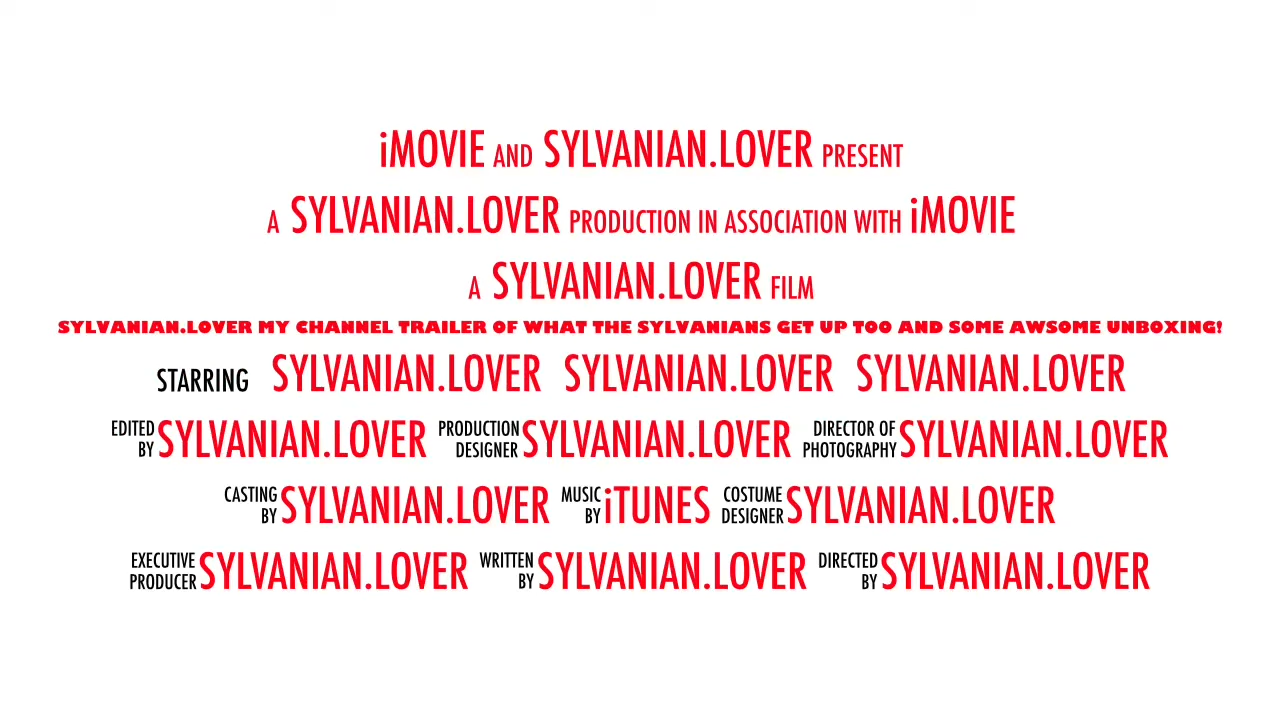 iMOVIE AND SYLVANIAN.LOVER PRESENT
A SYLVANIAN.LOVER PRODUCTION IN ASSOCIATION WITH iMOVIE
A SYLVANIAN.LOVER FILM
SYLVANIAN.LOVER MY CHANNEL TRAILER OF WHAT THE SYLVANIANS GET UP TOO AND SOME AWSOME UNBOXING!
STARRING SYLVANIAN.LOVER SYLVANIAN.LOVER SYLVANIAN.LOVER
EDITED BY SYLVANIAN.LOVER PRODUCTION DESIGNER SYLVANIAN.LOVER DIRECTOR OF PHOTOGRAPHY SYLVANIAN.LOVER
CASTING BY SYLVANIAN.LOVER MUSIC BY iTUNES COSTUME DESIGNER SYLVANIAN.LOVER
EXECUTIVE PRODUCER SYLVANIAN.LOVER WRITTEN BY SYLVANIAN.LOVER DIRECTED BY SYLVANIAN.LOVER